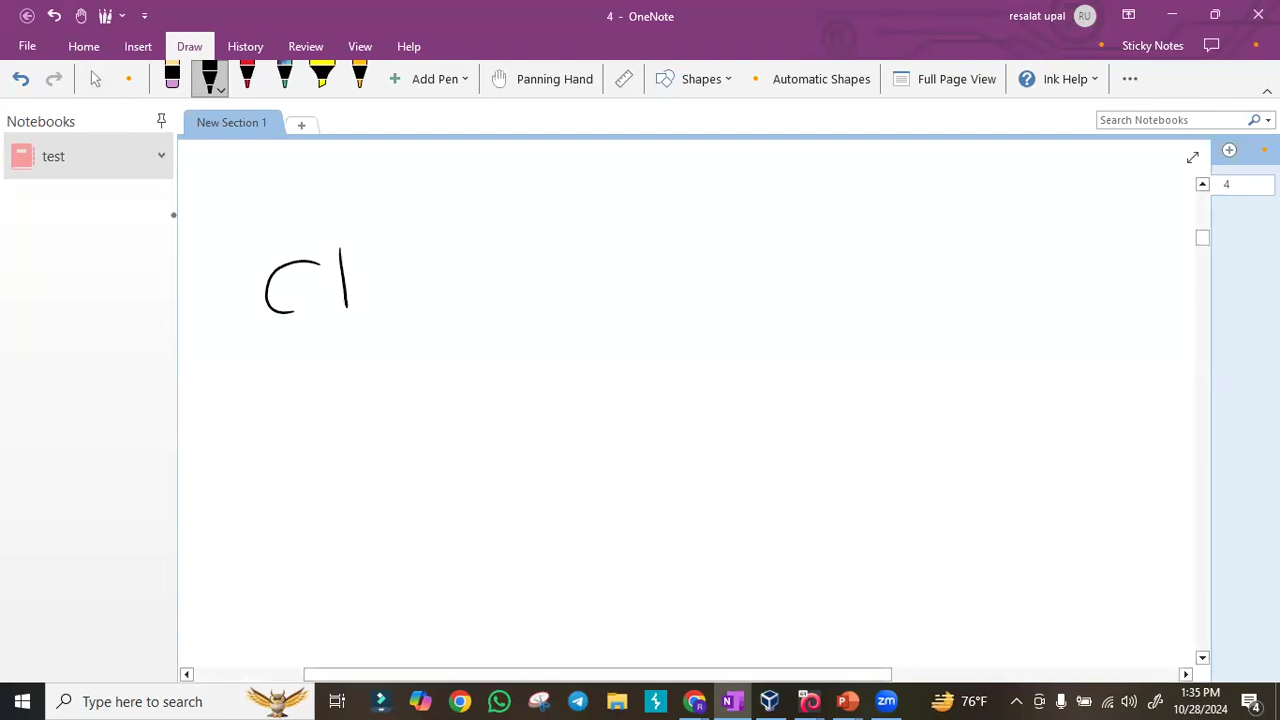 4 - OneNote
resalat upal
RU
File
Home
Insert
Draw
History
Review
View
Help
Sticky Notes
Add Pen
Panning Hand
Shapes
Automatic Shapes
Full Page View
Ink Help
Notebooks
New Section 1
Search Notebooks
test
4
Cl
Type here to search
76°F
1:35 PM
10/28/2024
4